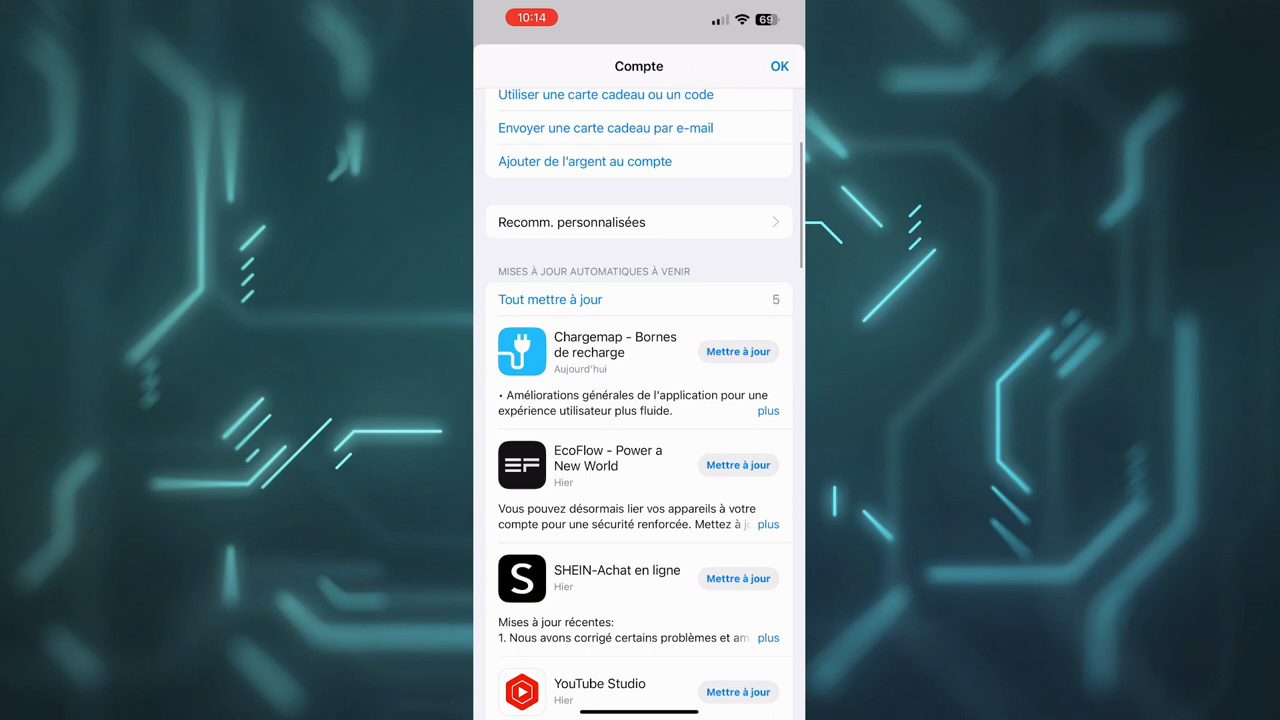 10:14
69
Compte
OK
Utiliser une carte cadeau ou un code
Envoyer une carte cadeau par e-mail
Ajouter de l'argent au compte
Recomm. personnalisées
MISES À JOUR AUTOMATIQUES À VENIR
Tout mettre à jour
5
Chargemap - Bornes
de recharge
Aujourd'hui
Mettre à jour
• Améliorations générales de l'application pour une
expérience utilisateur plus fluide.
plus
EcoFlow - Power a
New World
Hier
Mettre à jour
Vous pouvez désormais lier vos appareils à votre
compte pour une sécurité renforcée. Mettez à
plus
S
SHEIN-Achat en ligne
Hier
Mettre à jour
Mises à jour récentes:
1. Nous avons corrigé certains problèmes et am
plus
YouTube Studio
Hier
Mettre à jour